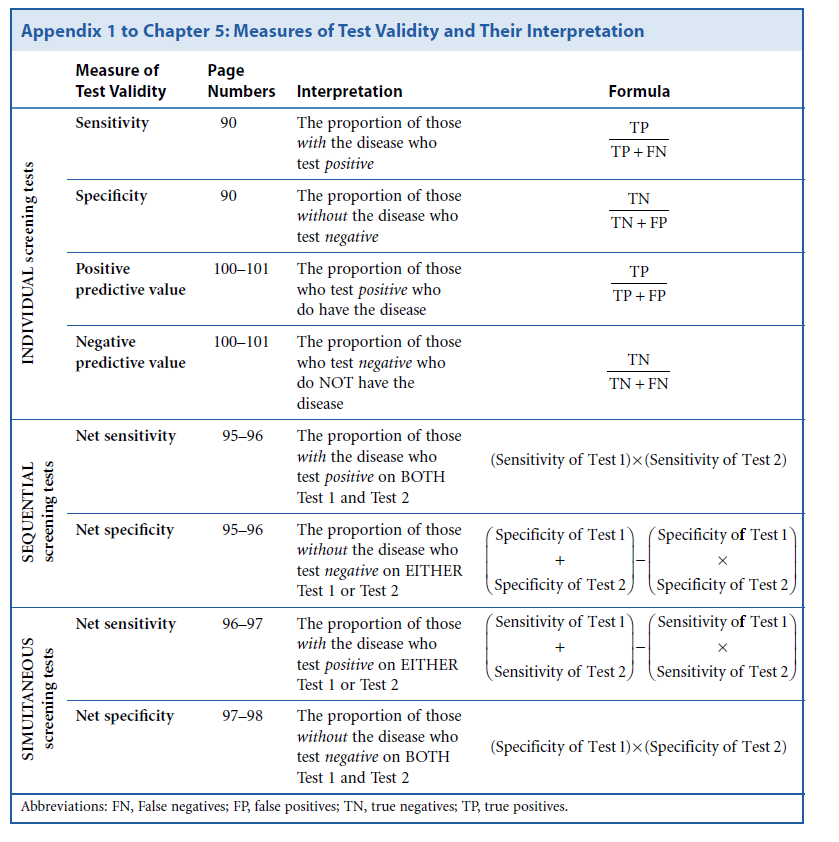 Appendix 1 to Chapter 5: Measures of Test Validity and Their Interpretation
Measure of
Test Validity
Page
Numbers
Interpretation
Formula
INDIVIDUAL screening tests
Sensitivity
90
The proportion of those
with the disease who
test positive
TP
TP + FN
Specificity
90
The proportion of those
without the disease who
test negative
TN
TN + FP
Positive
predictive value
100–101
The proportion of those
who test positive who
do have the disease
TP
TP + FP
Negative
predictive value
100–101
The proportion of those
who test negative who
do NOT have the
disease
TN
TN + FN
SEQUENTIAL
screening tests
Net sensitivity
95–96
The proportion of those
with the disease who
test positive on BOTH
Test 1 and Test 2
(Sensitivity of Test 1)×(Sensitivity of Test 2)
Net specificity
95–96
The proportion of those
without the disease who
test negative on EITHER
Test 1 or Test 2
(Specificity of Test 1
+
Specificity of Test 2)
−
(Specificity of Test 1
×
Specificity of Test 2)
SIMULTANEOUS
screening tests
Net sensitivity
96–97
The proportion of those
with the disease who
test positive on EITHER
Test 1 or Test 2
(Sensitivity of Test 1
+
Sensitivity of Test 2)
−
(Sensitivity of Test 1
×
Sensitivity of Test 2)
Net specificity
97–98
The proportion of those
without the disease who
test negative on BOTH
Test 1 and Test 2
(Specificity of Test 1)×(Specificity of Test 2)
Abbreviations: FN, False negatives; FP, false positives; TN, true negatives; TP, true positives.